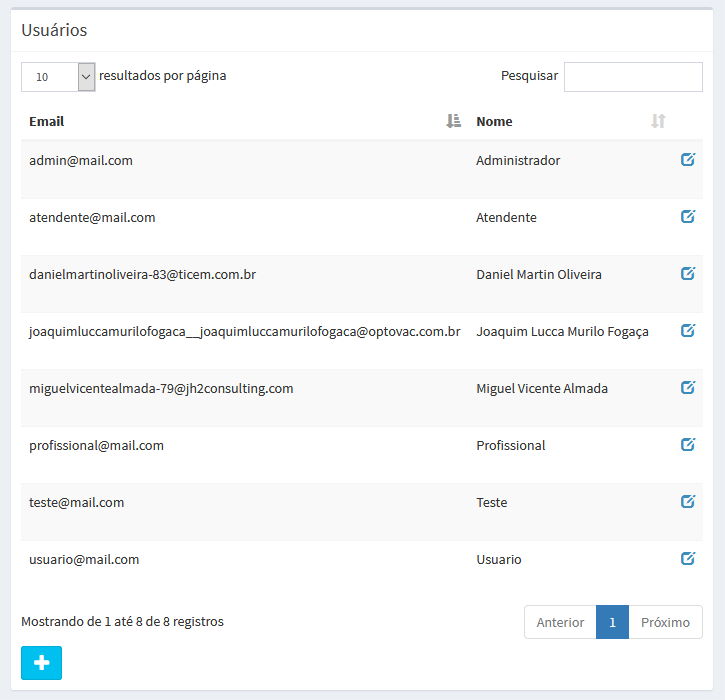 Usuários
10 resultados por página Pesquisar
Email Nome
admin@mail.com Administrador
atendente@mail.com Atendente
danielmartinoliveira-83@ticem.com.br Daniel Martin Oliveira
joaquimluccamurilofogaca__joaquimluccamurilofogaca@optovac.com.br Joaquim Lucca Murilo Fogaça
miguelvicentealmada-79@jh2consulting.com Miguel Vicente Almada
profissional@mail.com Profissional
teste@mail.com Teste
usuario@mail.com Usuario
Mostrando de 1 até 8 de 8 registros Anterior 1 Próximo